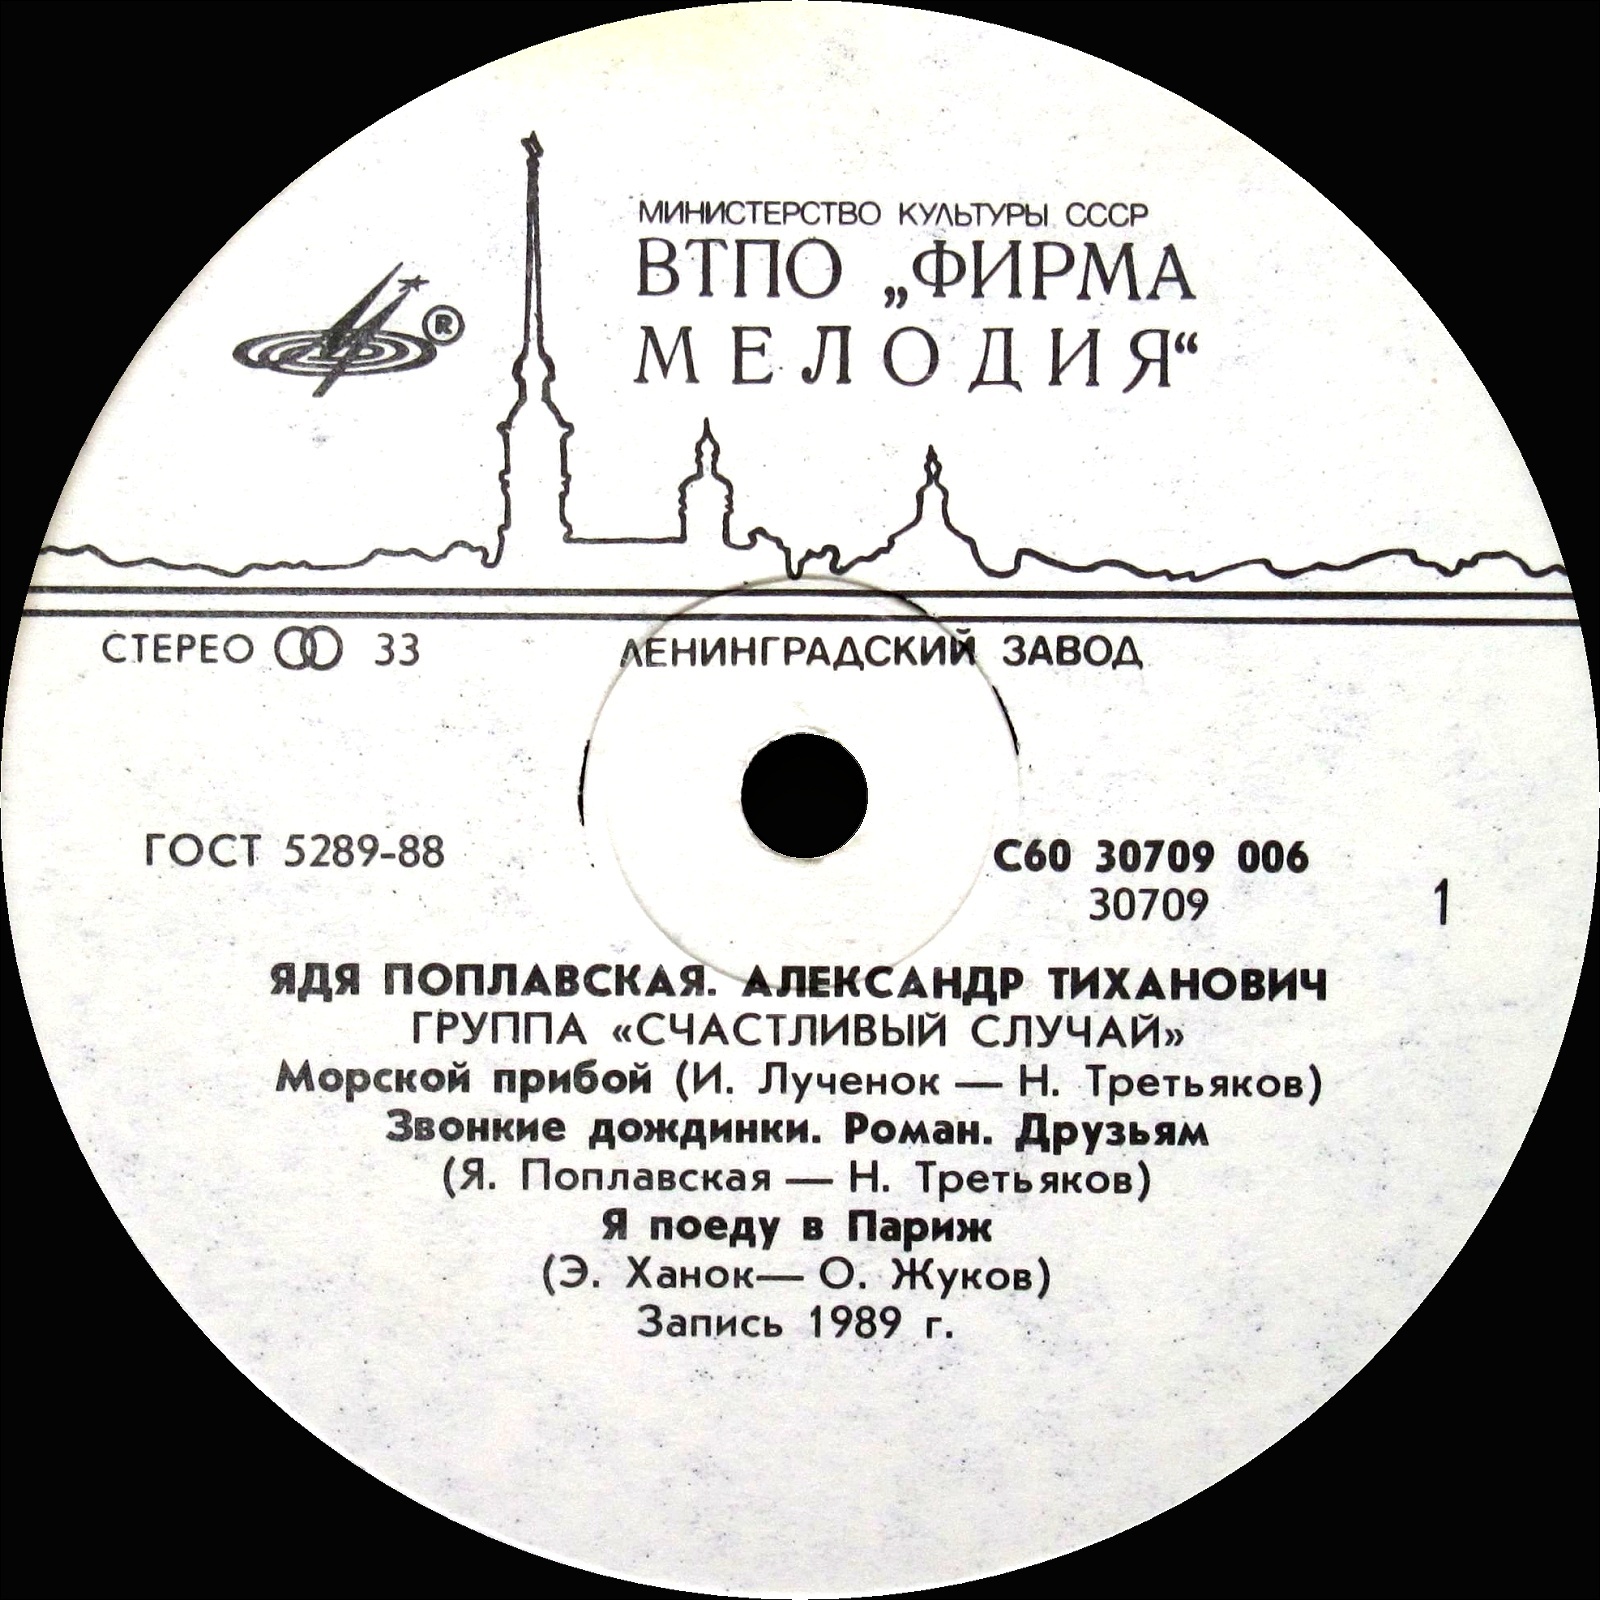 МИНИСТЕРСТВО КУЛЬТУРЫ СССР
ВТПО „ФИРМА
МЕЛОДИЯ“
®
СТЕРЕО 33 ЛЕНИНГРАДСКИЙ ЗАВОД
ГОСТ 5289-88 С60 30709 006
30709 1
ЯДЯ ПОПЛАВСКАЯ. АЛЕКСАНДР ТИХАНОВИЧ
ГРУППА «СЧАСТЛИВЫЙ СЛУЧАЙ»
Морской прибой (И. Лученок — Н. Третьяков)
Звонкие дождинки. Роман. Друзьям
(Я. Поплавская — Н. Третьяков)
Я поеду в Париж
(Э. Ханок— О. Жуков)
Запись 1989 г.